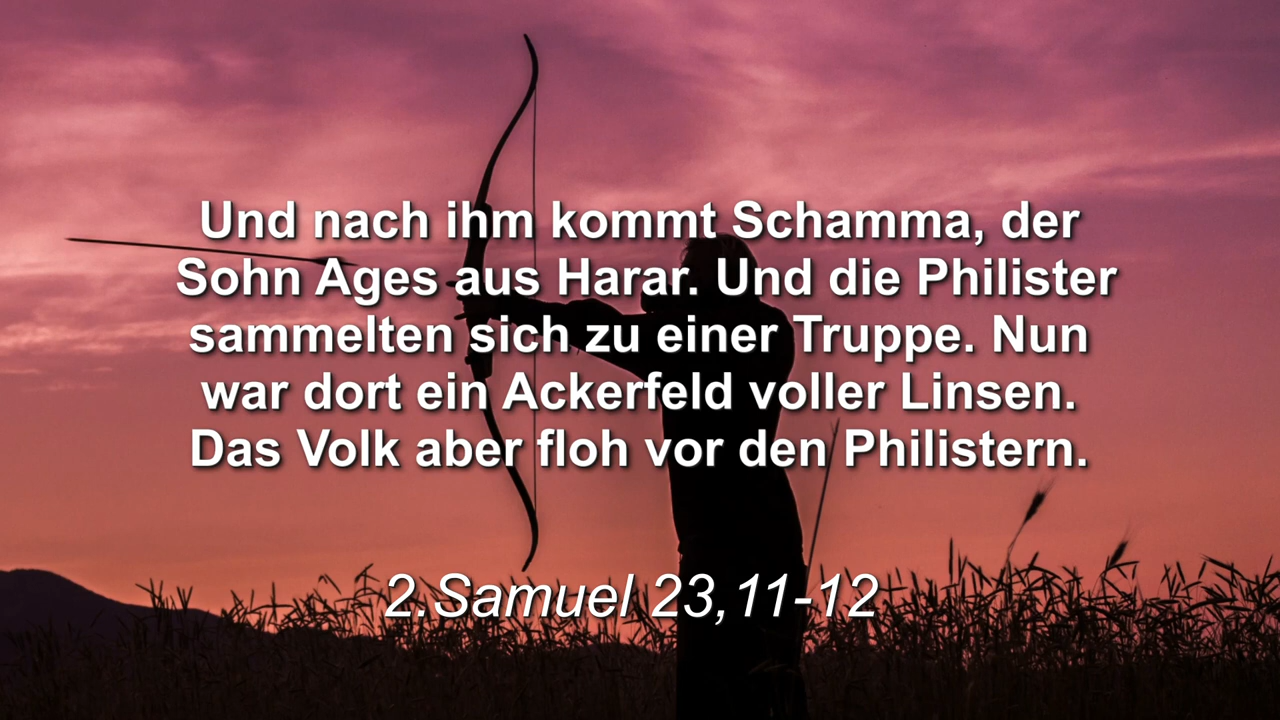 Und nach ihm kommt Schamma, der
Sohn Ages aus Harar. Und die Philister
sammelten sich zu einer Truppe. Nun
war dort ein Ackerfeld voller Linsen.
Das Volk aber floh vor den Philistern.
2.Samuel 23,11-12